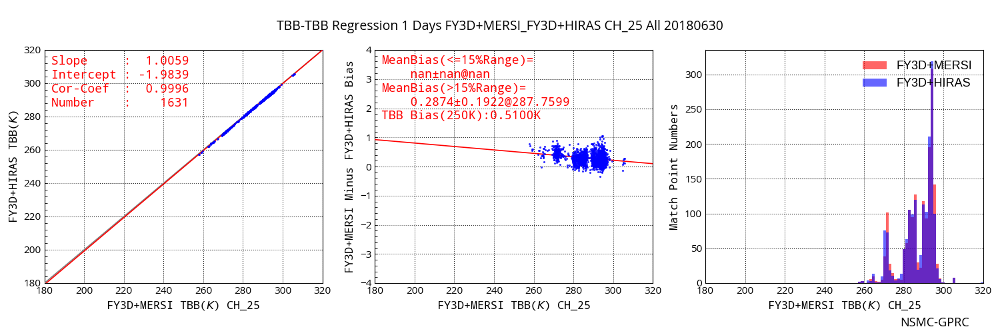 TBB-TBB Regression 1 Days FY3D+MERSI_FY3D+HIRAS CH_25 All 20180630
Slope : 1.0059
Intercept : -1.9839
Cor-Coef : 0.9996
Number : 1631
320
300
280
260
240
220
200
180
180 200 220 240 260 280 300 320
FY3D+HIRAS TBB(K)
FY3D+MERSI TBB(K) CH_25
MeanBias(<=15%Range)=
nan±nan@nan
MeanBias(>15%Range)=
0.2874±0.1922@287.7599
TBB Bias(250K):0.5100K
4
3
2
1
0
−1
−2
−3
−4
180 200 220 240 260 280 300 320
FY3D+MERSI Minus FY3D+HIRAS Bias
FY3D+MERSI TBB(K) CH_25
FY3D+MERSI
FY3D+HIRAS
300
250
200
150
100
50
0
180 200 220 240 260 280 300 320
Match Point Numbers
FY3D+MERSI TBB(K) CH_25
NSMC-GPRC